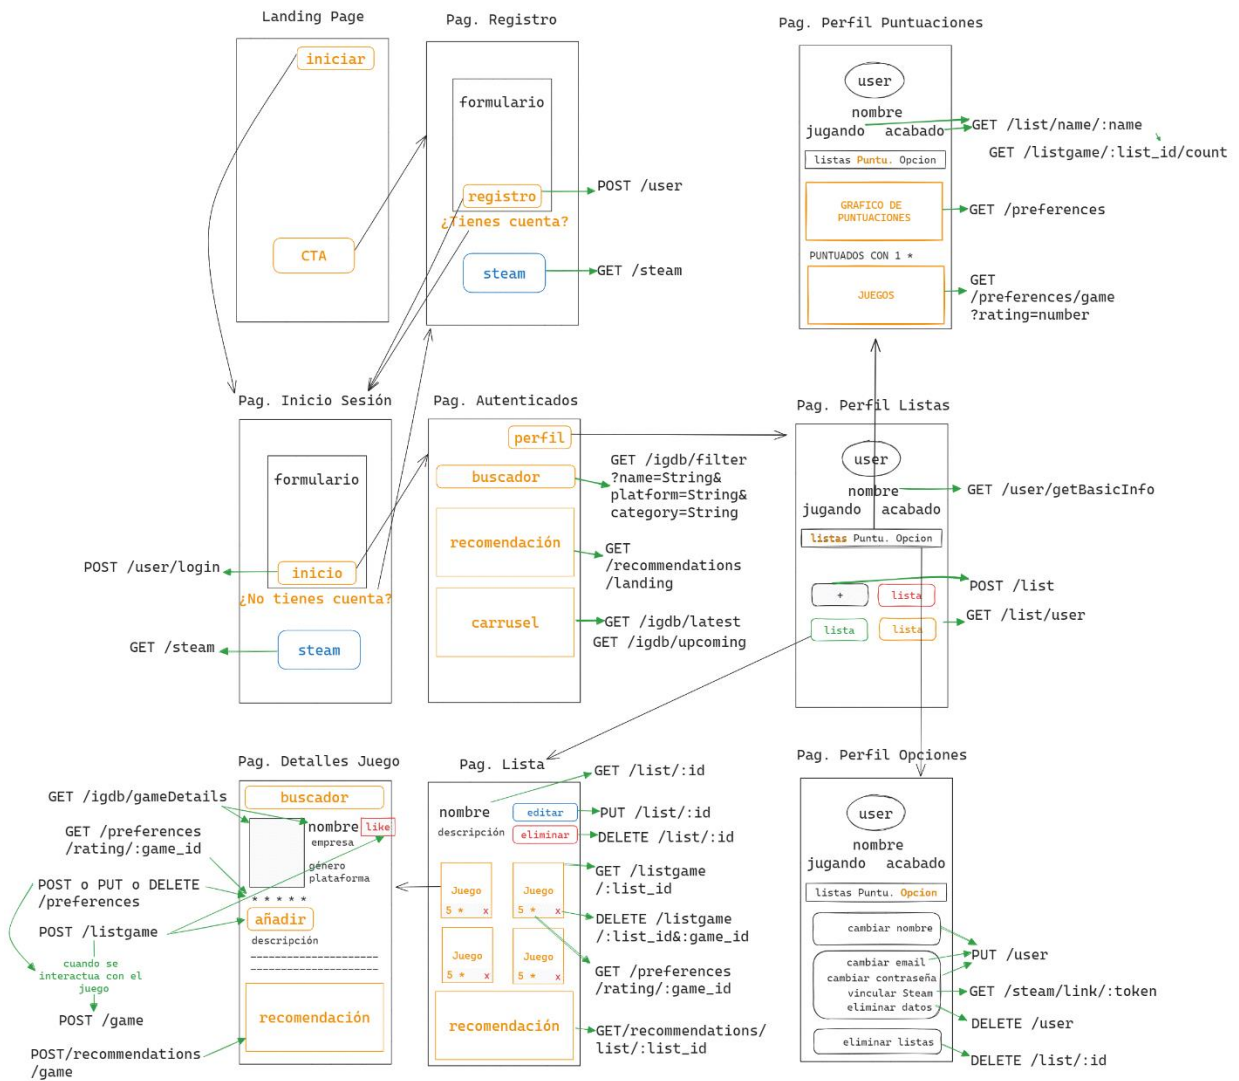 Landing Page
iniciar
CTA
Pag. Registro
formulario
registro
¿Tienes cuenta?
steam
POST /user
GET /steam
Pag. Perfil Puntuaciones
user
nombre
jugando acabado
listas Puntu. Opcion
GRAFICO DE
PUNTUACIONES
PUNTUADOS CON 1 *
JUEGOS
GET /list/name/:name
GET /listgame/:list_id/count
GET /preferences
GET
/preferences/game
?rating=number
Pag. Inicio Sesión
formulario
inicio
¿No tienes cuenta?
steam
POST /user/login
GET /steam
Pag. Autenticados
perfil
buscador
recomendación
carrusel
GET /igdb/filter
?name=String&
platform=String&
category=String
GET
/recommendations
/landing
GET /igdb/latest
GET /igdb/upcoming
Pag. Perfil Listas
user
nombre
jugando acabado
listas Puntu. Opcion
+ lista
lista lista
GET /user/getBasicInfo
POST /list
GET /list/user
Pag. Detalles Juego
buscador
nombre like
empresa
género
plataforma
* * * * *
añadir
descripción
recomendación
GET /igdb/gameDetails
GET /preferences
/rating/:game_id
POST o PUT o DELETE
/preferences
POST /listgame
cuando se
interactua con el
juego
POST /game
POST/recommendations
/game
Pag. Lista
nombre editar
descripción eliminar
Juego Juego
5 * x 5 * x
Juego Juego
5 * x 5 * x
recomendación
GET /list/:id
PUT /list/:id
DELETE /list/:id
GET /listgame
/:list_id
DELETE /listgame
/:list_id&:game_id
GET /preferences
/rating/:game_id
GET/recommendations/
list/:list_id
Pag. Perfil Opciones
user
nombre
jugando acabado
listas Puntu. Opcion
cambiar nombre
cambiar email
cambiar contraseña
vincular Steam
eliminar datos
eliminar listas
PUT /user
GET /steam/link/:token
DELETE /user
DELETE /list/:id